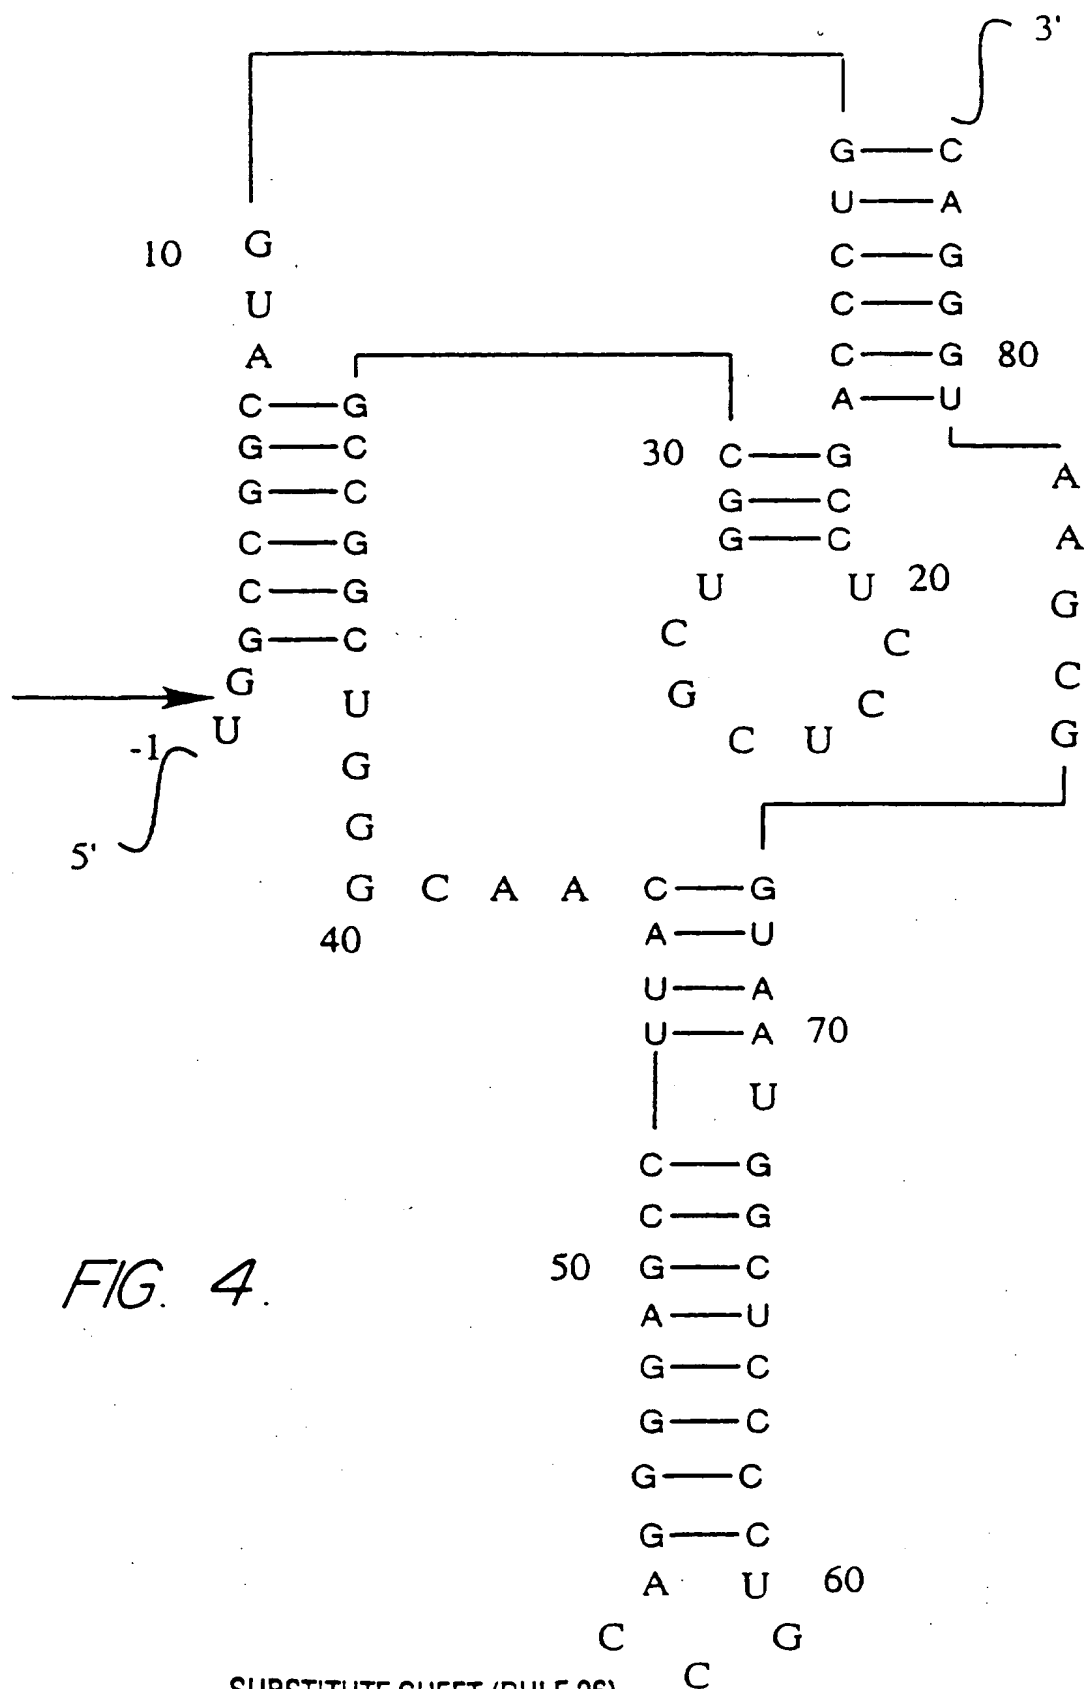 3'
G C
U A
10 G C G
U C G
A C G 80
C G A U
G C 30 C G A
G C G C A
C G G C G
C G U U 20 C
G C C C G
G U G C
-1 U C U
5' G
G
G C A A C G
40 A U
U A
U A 70
U
C G
C G
FIG. 4.
50 G C
A U
G C
G C
G C
G C
A U 60
C G
C